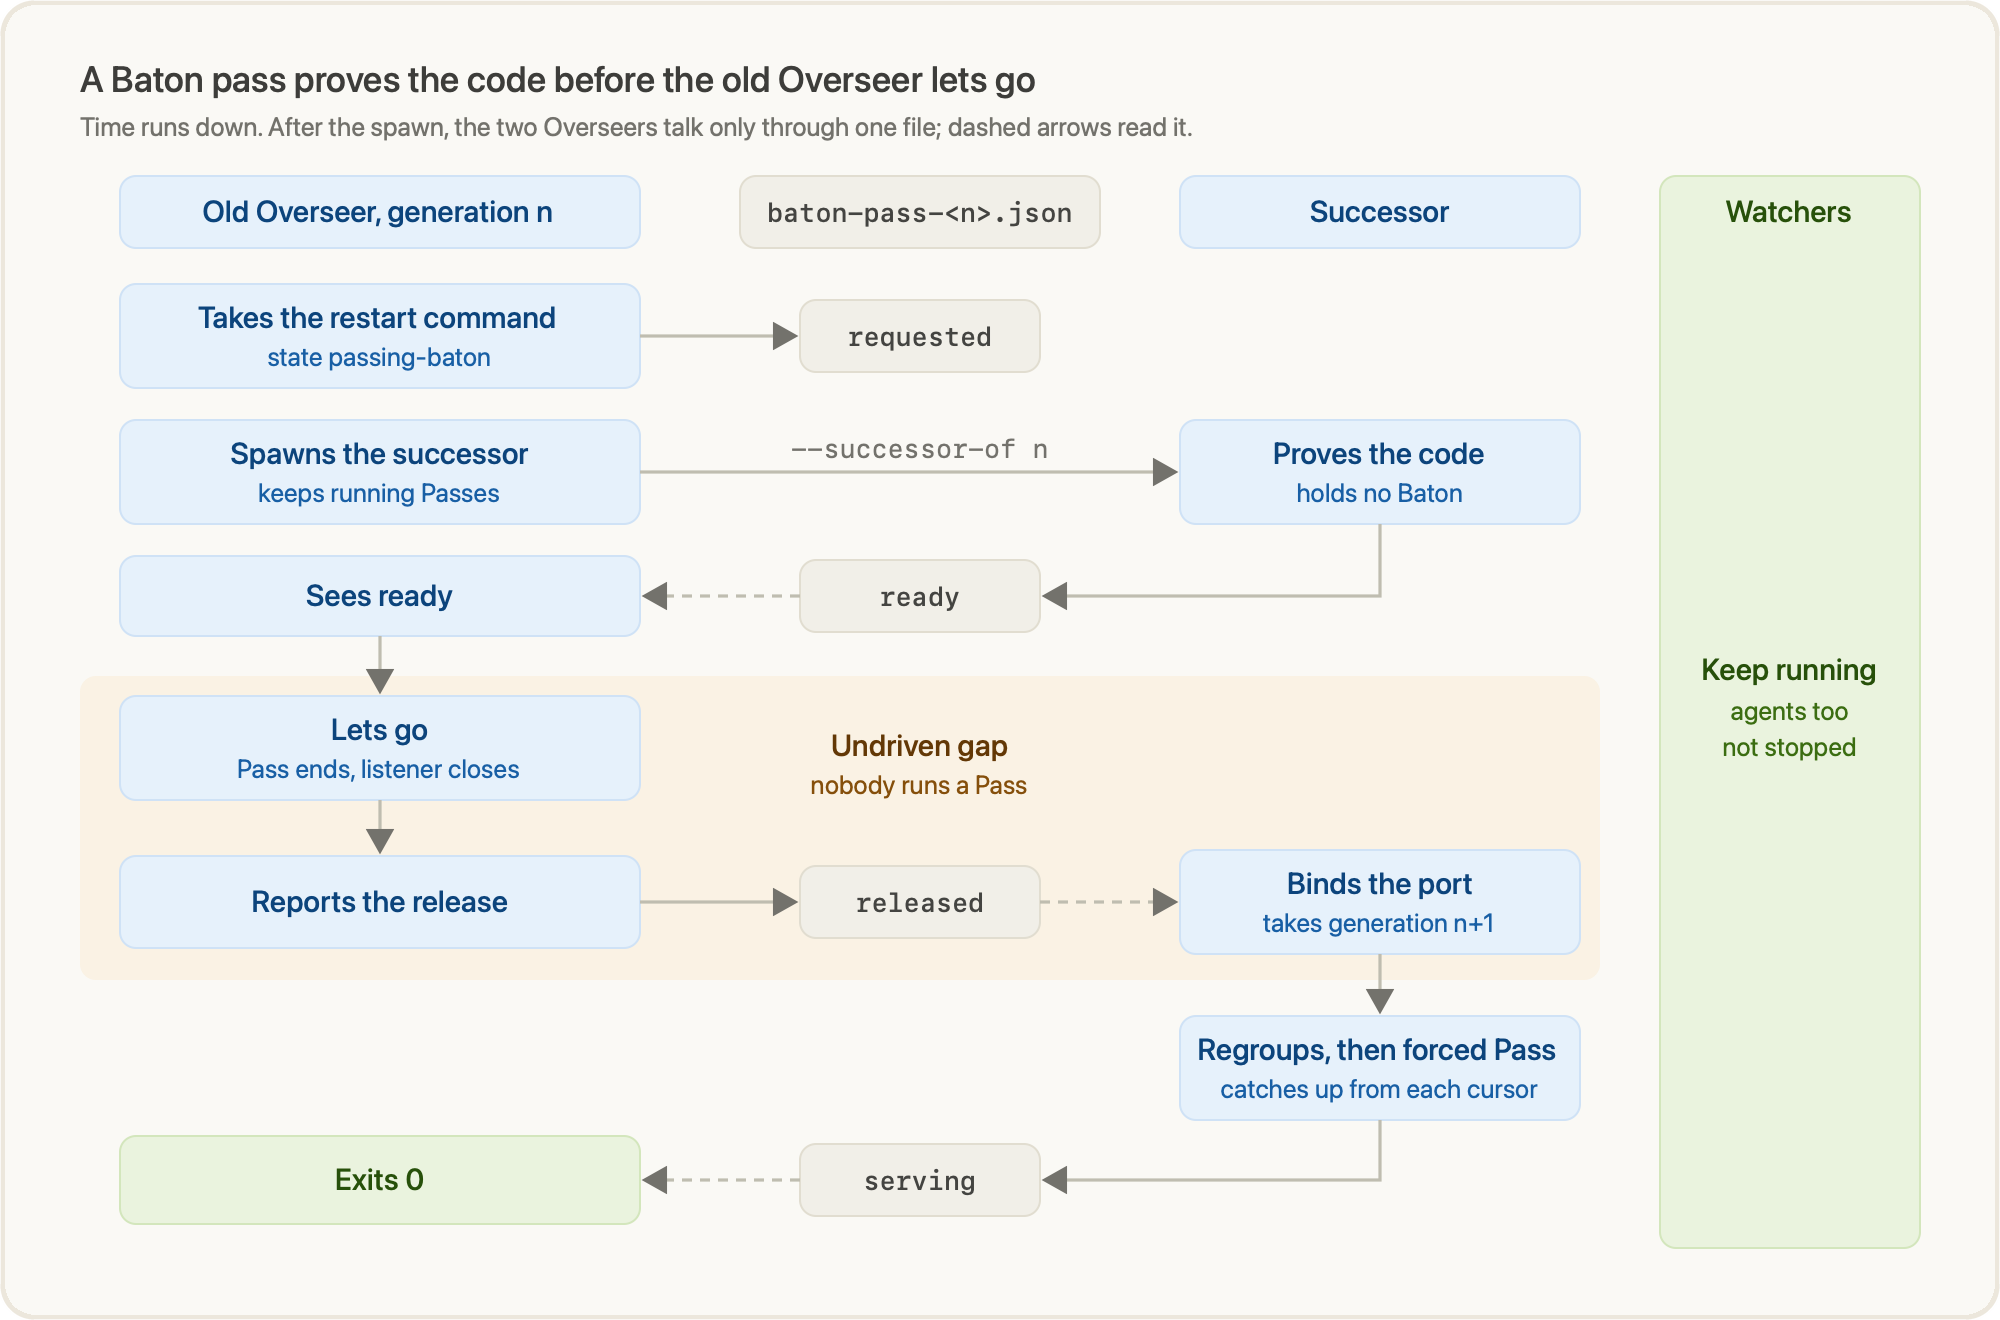 A Baton pass proves the code before the old Overseer lets go
Time runs down. After the spawn, the two Overseers talk only through one file; dashed arrows read it.
Old Overseer, generation n
baton-pass-<n>.json
Successor
Watchers
Takes the restart command
state passing-baton
requested
Spawns the successor
keeps running Passes
--successor-of n
Proves the code
holds no Baton
Sees ready
ready
Keep running
agents too
not stopped
Lets go
Pass ends, listener closes
Undriven gap
nobody runs a Pass
Reports the release
released
Binds the port
takes generation n+1
Regroups, then forced Pass
catches up from each cursor
Exits 0
serving